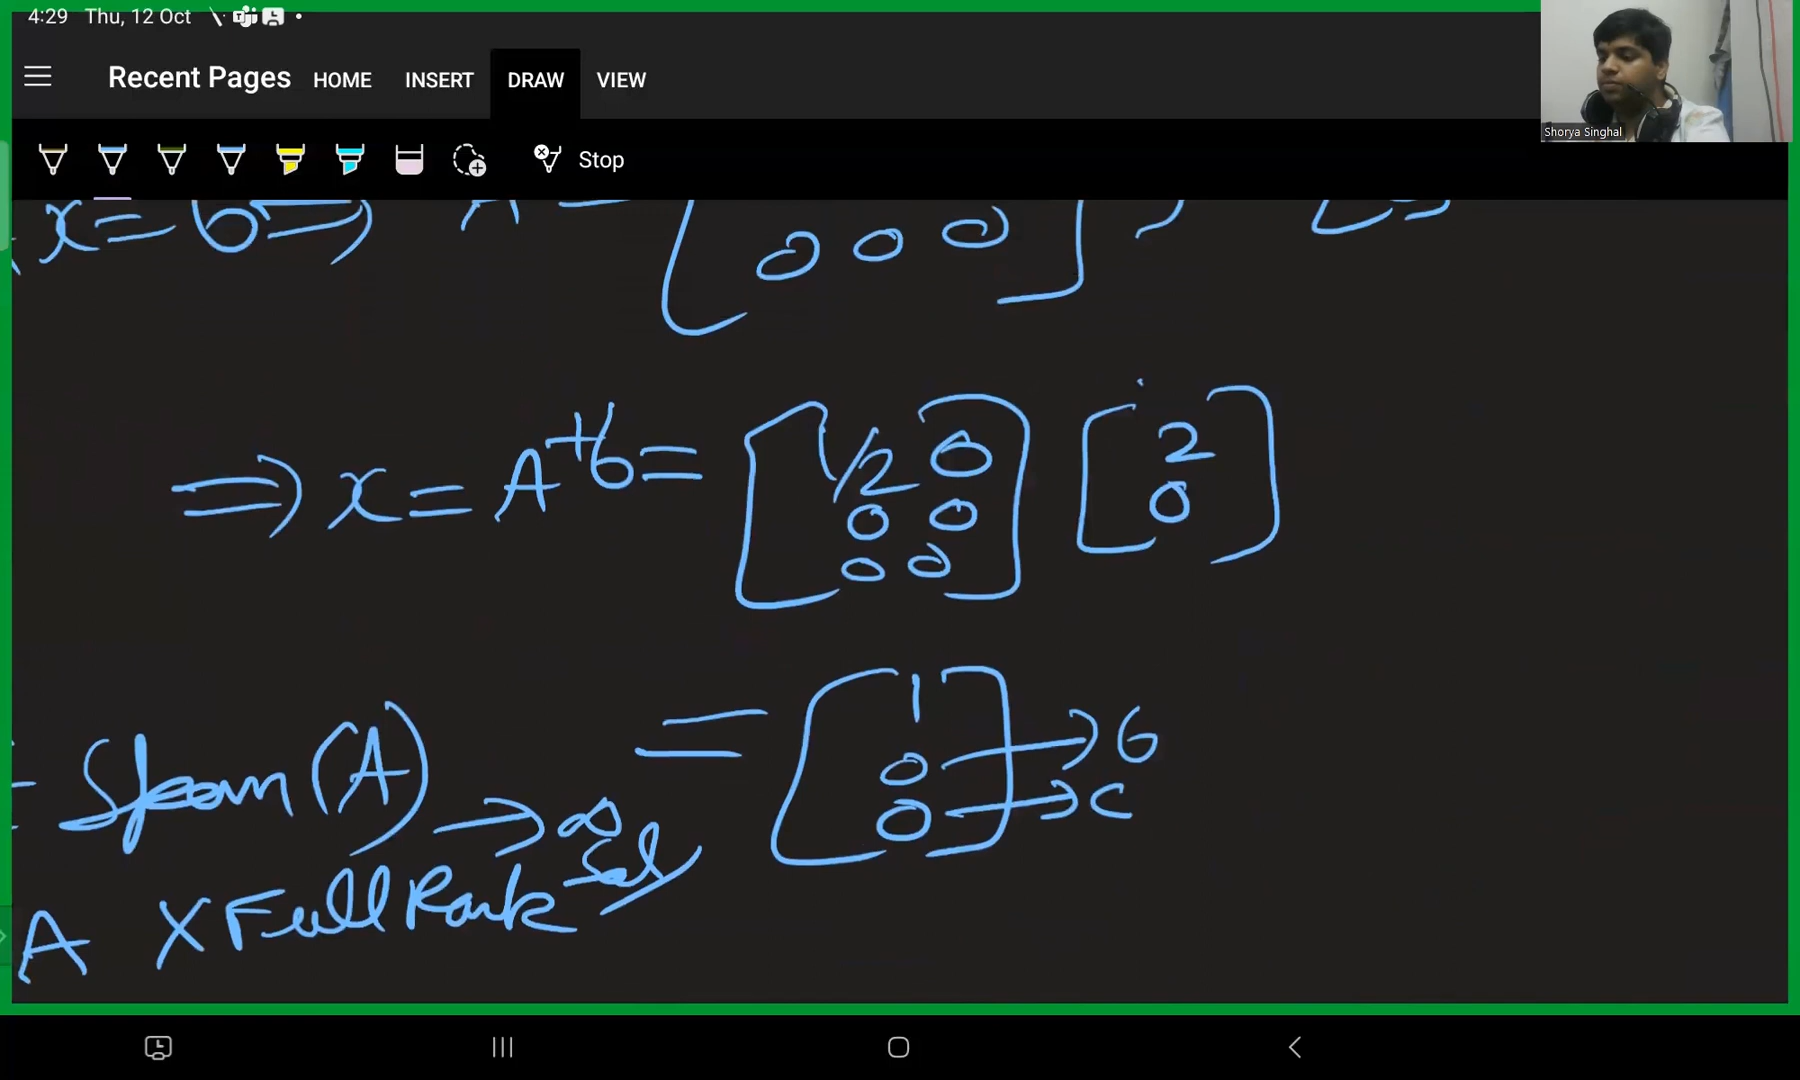 4:29 Thu, 12 Oct
Recent Pages HOME INSERT DRAW VIEW
Shorya Singhal
Stop
x = b ⇒
0 0 0
⇒ x = A⁺b = [ 1/2 0 [ 2
0 0 0
0 0 ] ]
= [ 1
0 → b
0 → c ]
Span (A) → ∞ Sol
A X Full Rank